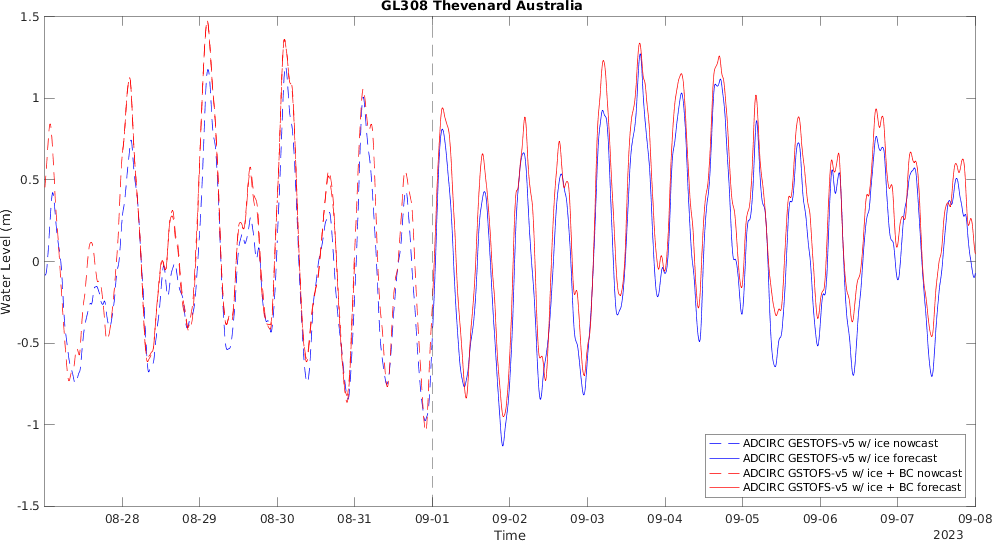 GL308 Thevenard Australia
1.5
1
0.5
0
-0.5
-1
-1.5
Water Level (m)
ADCIRC GESTOFS-v5 w/ ice nowcast
ADCIRC GESTOFS-v5 w/ ice forecast
ADCIRC GSTOFS-v5 w/ ice + BC nowcast
ADCIRC GSTOFS-v5 w/ ice + BC forecast
08-28 08-29 08-30 08-31 09-01 09-02 09-03 09-04 09-05 09-06 09-07 09-08
Time
2023